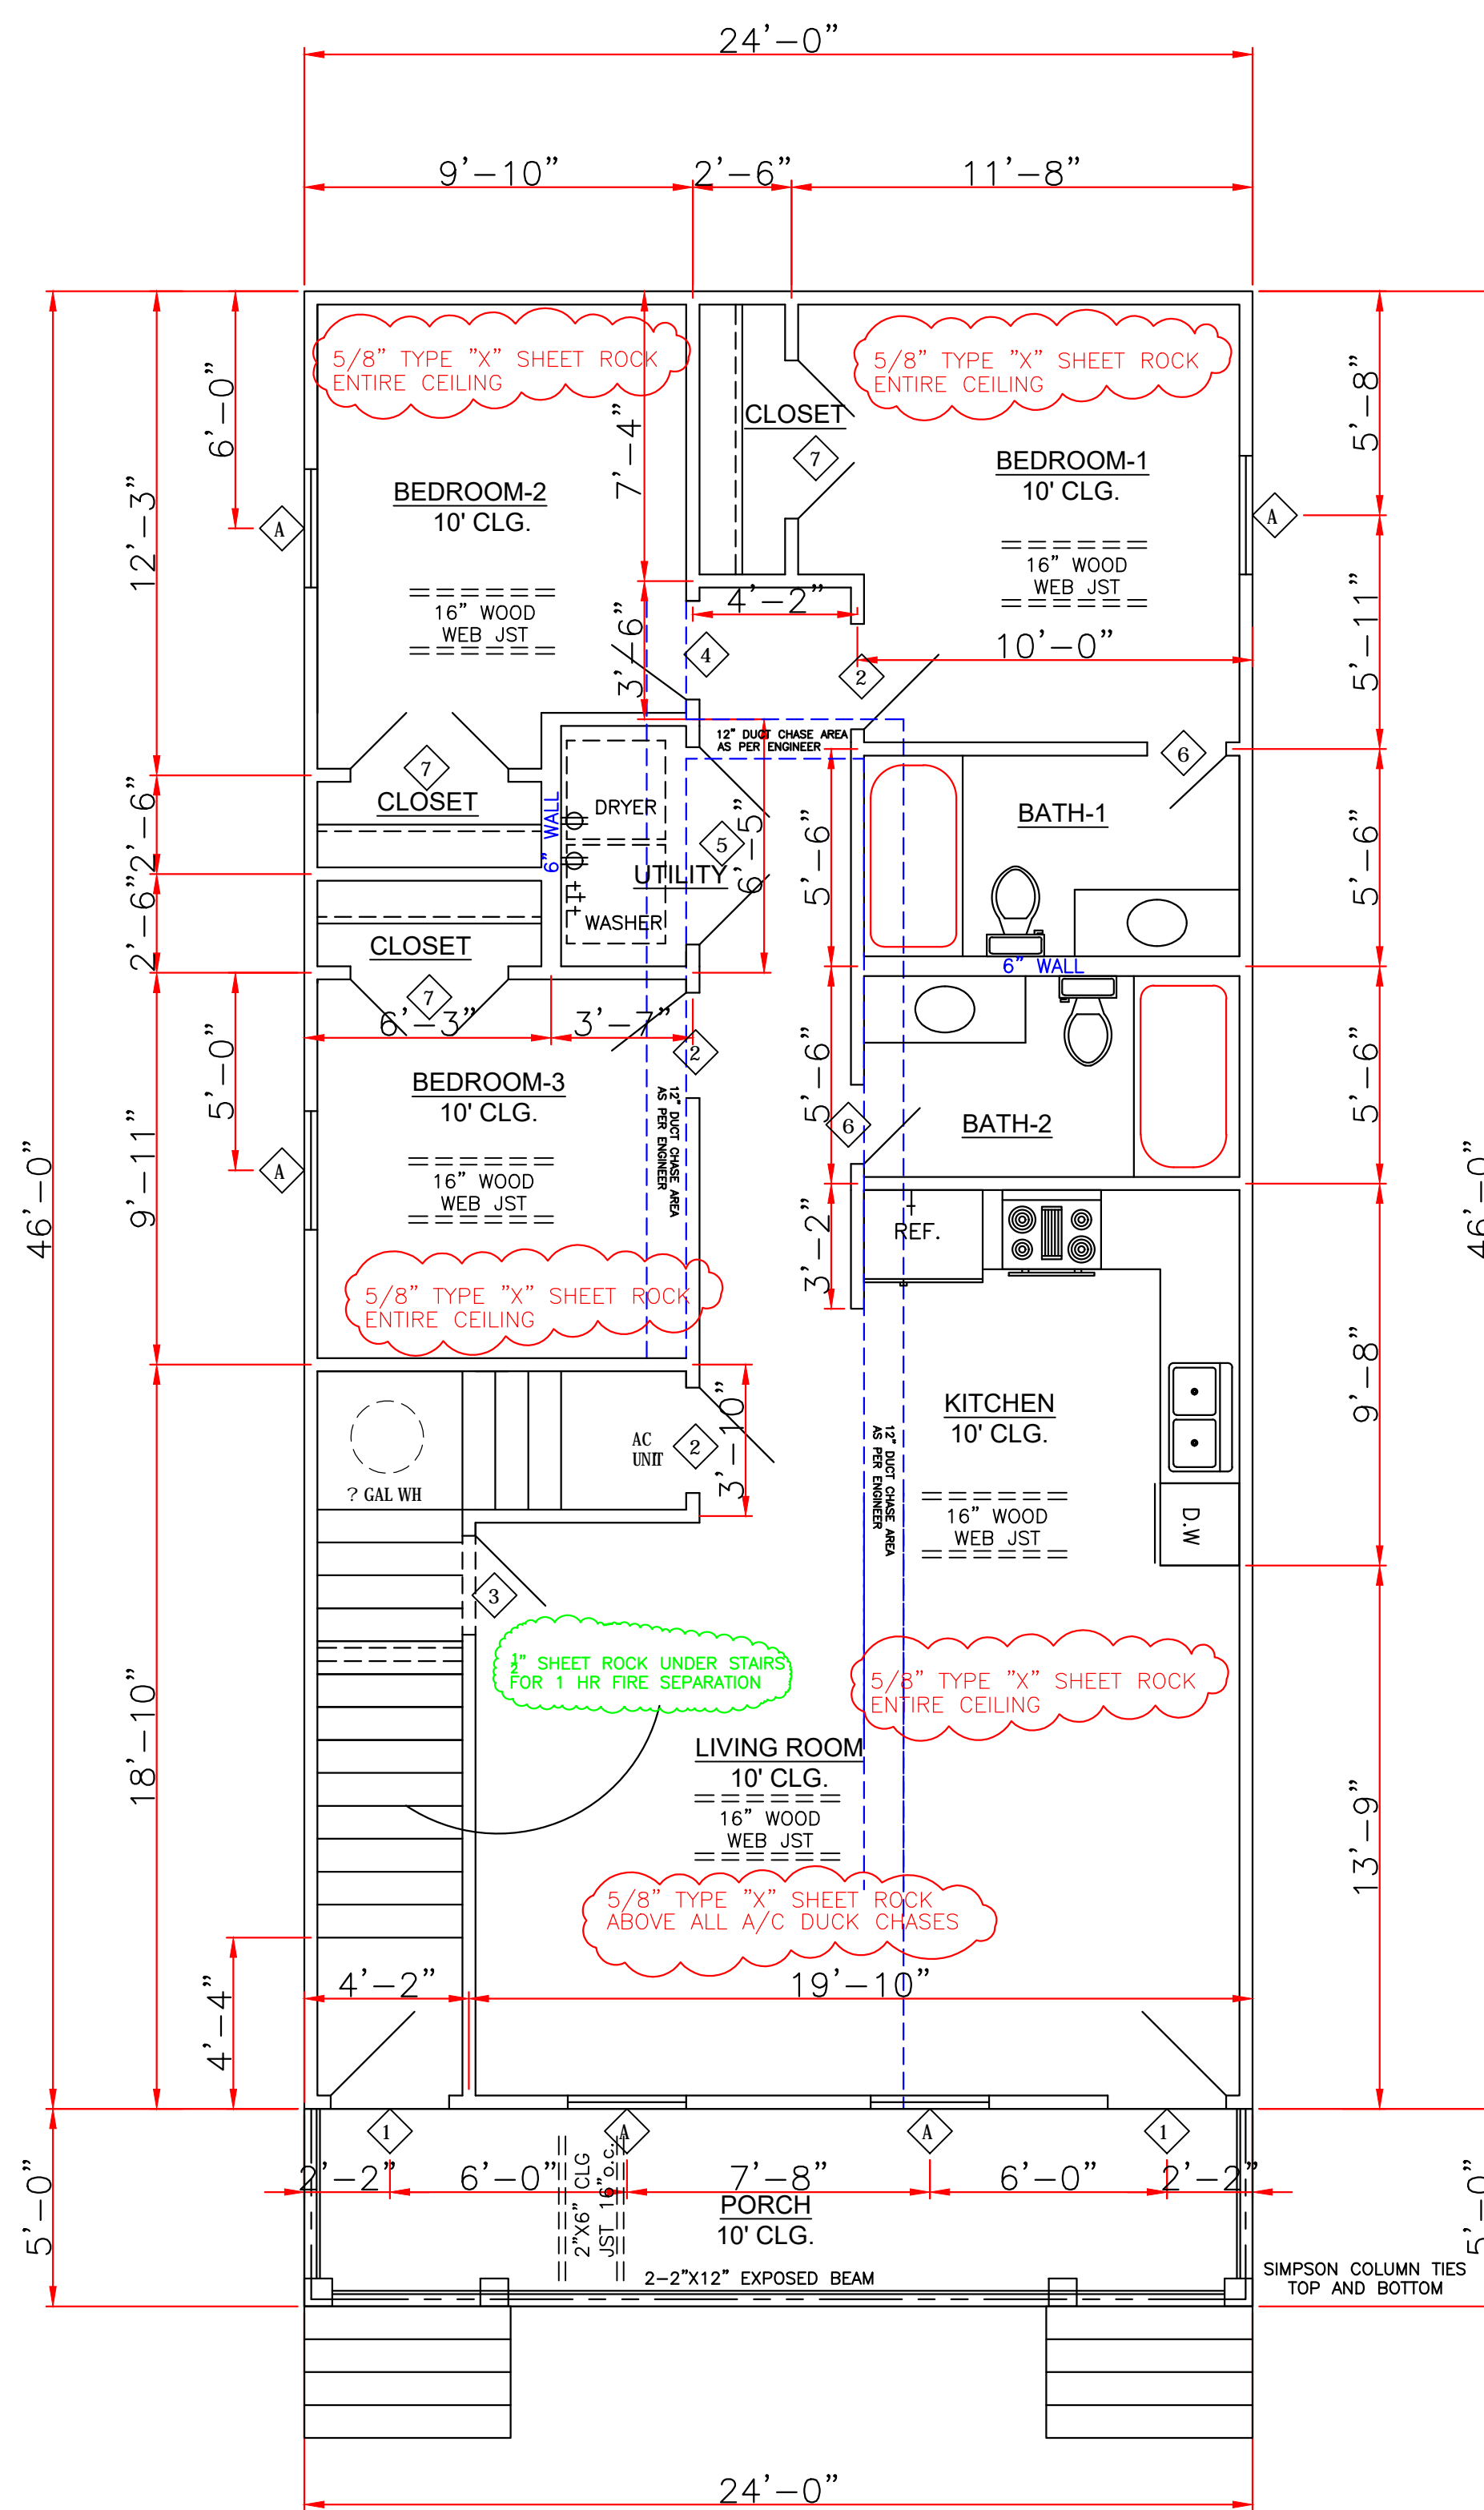 24'-0"
9'-10"
2'-6"
11'-8"
5/8" TYPE "X" SHEET ROCK
ENTIRE CEILING
5/8" TYPE "X" SHEET ROCK
ENTIRE CEILING
6'-0"
12'-3"
7'-4"
5'-8"
CLOSET
7
BEDROOM-1
10' CLG.
BEDROOM-2
10' CLG.
A
A
16" WOOD
WEB JST
16" WOOD
WEB JST
4'-2"
3'-6"
10'-0"
5'-11"
4
2
12" DUCT CHASE AREA
AS PER ENGINEER
6
7
CLOSET
2'-6"
6" WALL
DRYER
6'-5"
5
5'-6"
BATH-1
5'-6"
UTILITY
WASHER
2'-6"
CLOSET
6" WALL
7
6'-3"
3'-7"
2
5'-0"
9'-11"
46'-0"
BEDROOM-3
10' CLG.
12" DUCT CHASE AREA
AS PER ENGINEER
5'-6"
6
BATH-2
5'-6"
46'-0"
A
16" WOOD
WEB JST
3'-2"
REF.
5/8" TYPE "X" SHEET ROCK
ENTIRE CEILING
9'-8"
KITCHEN
10' CLG.
3'-10"
AC
UNIT
2
? GAL WH
12" DUCT CHASE AREA
AS PER ENGINEER
16" WOOD
WEB JST
D.W
3
18'-10"
1/2" SHEET ROCK UNDER STAIRS
FOR 1 HR FIRE SEPARATION
5/8" TYPE "X" SHEET ROCK
ENTIRE CEILING
LIVING ROOM
10' CLG.
16" WOOD
WEB JST
13'-9"
5/8" TYPE "X" SHEET ROCK
ABOVE ALL A/C DUCK CHASES
4'-2"
19'-10"
4'-4"
1
A
A
1
5'-0"
2'-2"
6'-0"
7'-8"
6'-0"
2'-2"
5'-0"
2"X6" CLG
JST 16" o.c.
PORCH
10' CLG.
2-2"X12" EXPOSED BEAM
SIMPSON COLUMN TIES
TOP AND BOTTOM
24'-0"